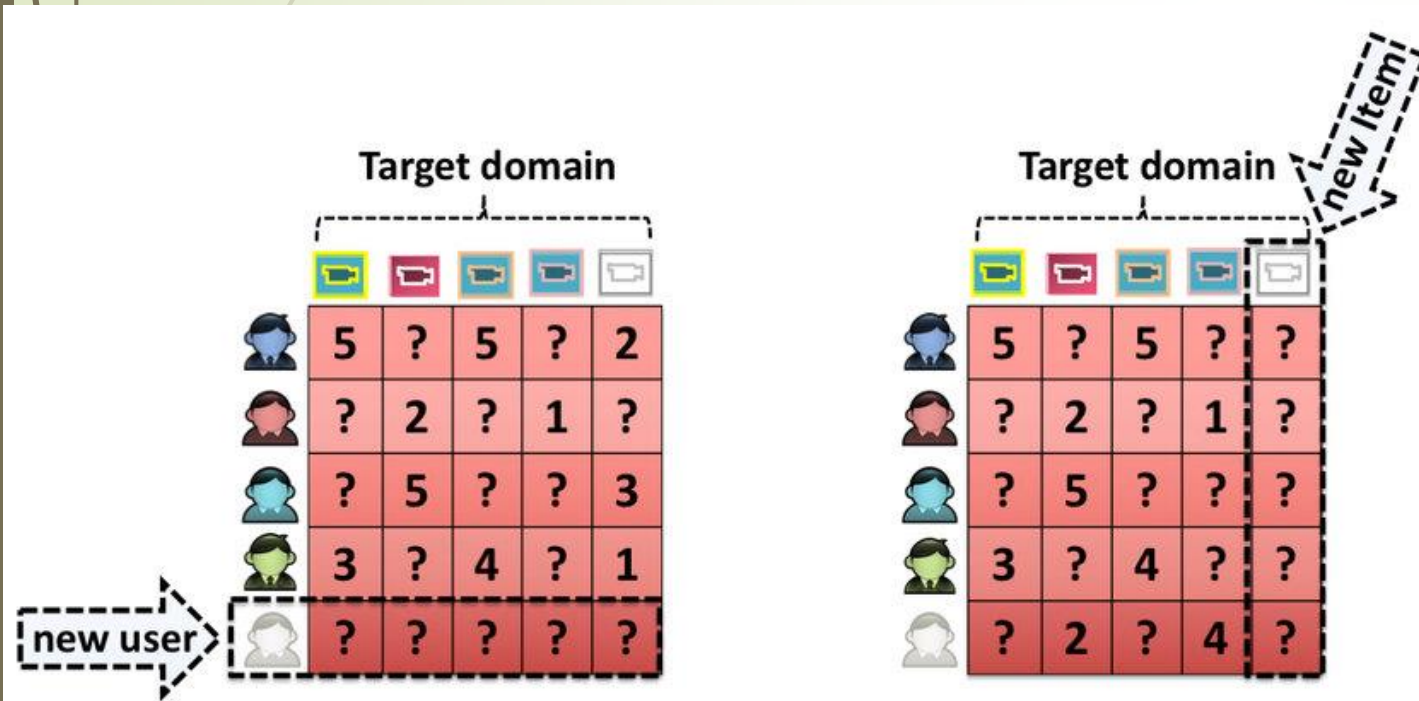 Target domain
5 ? 5 ? 2
? 2 ? 1 ?
? 5 ? ? 3
3 ? 4 ? 1
new user ? ? ? ? ?
new Item
Target domain
5 ? 5 ? ?
? 2 ? 1 ?
? 5 ? ? ?
3 ? 4 ? ?
? 2 ? 4 ?